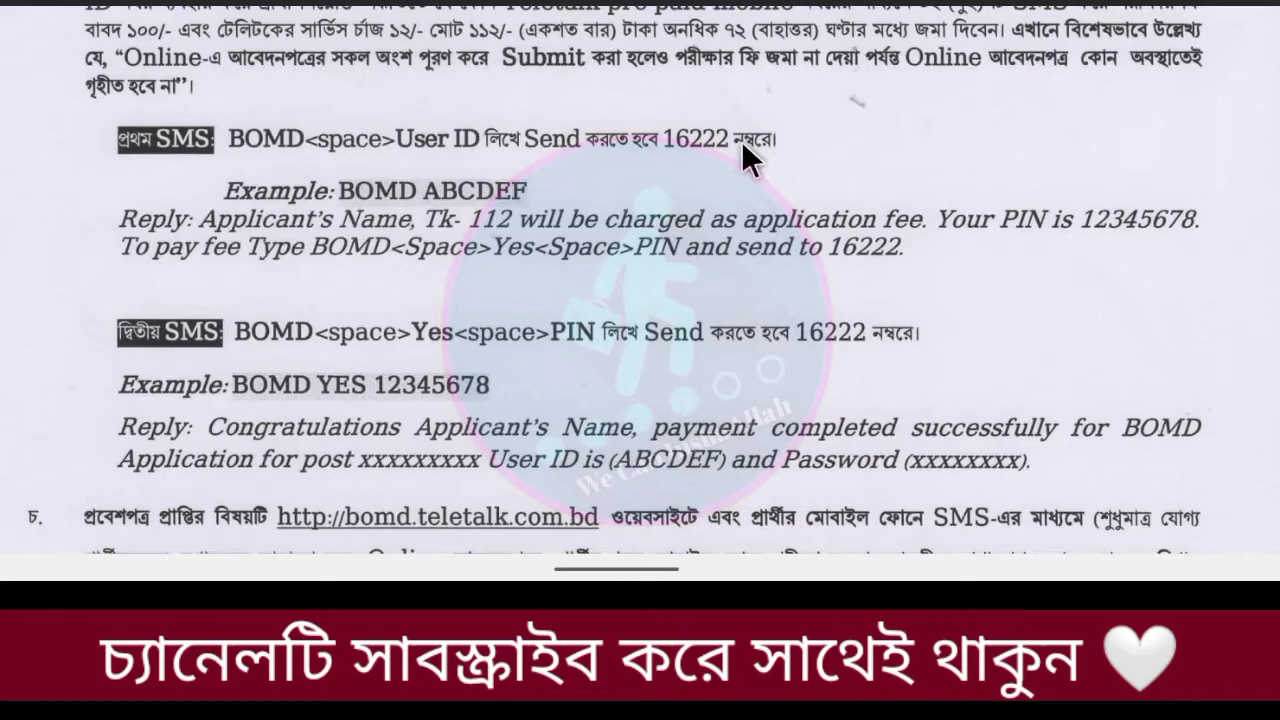 বাবদ ১০০/- এবং টেলিটকের সার্ভিস র্চাজ ১২/- মোট ১১২/- (একশত বার) টাকা অনধিক ৭২ (বাহাত্তর) ঘণ্টার মধ্যে জমা দিবেন। এখানে বিশেষভাবে উল্লেখ্য
যে, “Online-এ আবেদনপত্রের সকল অংশ পূরণ করে Submit করা হলেও পরীক্ষার ফি জমা না দেয়া পর্যন্ত Online আবেদনপত্র কোন অবস্থাতেই
গৃহীত হবে না”।
প্রথম SMS: BOMD<space>User ID লিখে Send করতে হবে 16222 নম্বরে।
Example: BOMD ABCDEF
Reply: Applicant’s Name, Tk- 112 will be charged as application fee. Your PIN is 12345678.
To pay fee Type BOMD<Space>Yes<Space>PIN and send to 16222.
দ্বিতীয় SMS: BOMD<space>Yes<space>PIN লিখে Send করতে হবে 16222 নম্বরে।
Example: BOMD YES 12345678
Reply: Congratulations Applicant’s Name, payment completed successfully for BOMD
Application for post xxxxxxxxx User ID is (ABCDEF) and Password (xxxxxxxx).
চ. প্রবেশপত্র প্রাপ্তির বিষয়টি http://bomd.teletalk.com.bd ওয়েবসাইটে এবং প্রার্থীর মোবাইল ফোনে SMS-এর মাধ্যমে (শুধুমাত্র যোগ্য
চ্যানেলটি সাবস্ক্রাইব করে সাথেই থাকুন 🤍